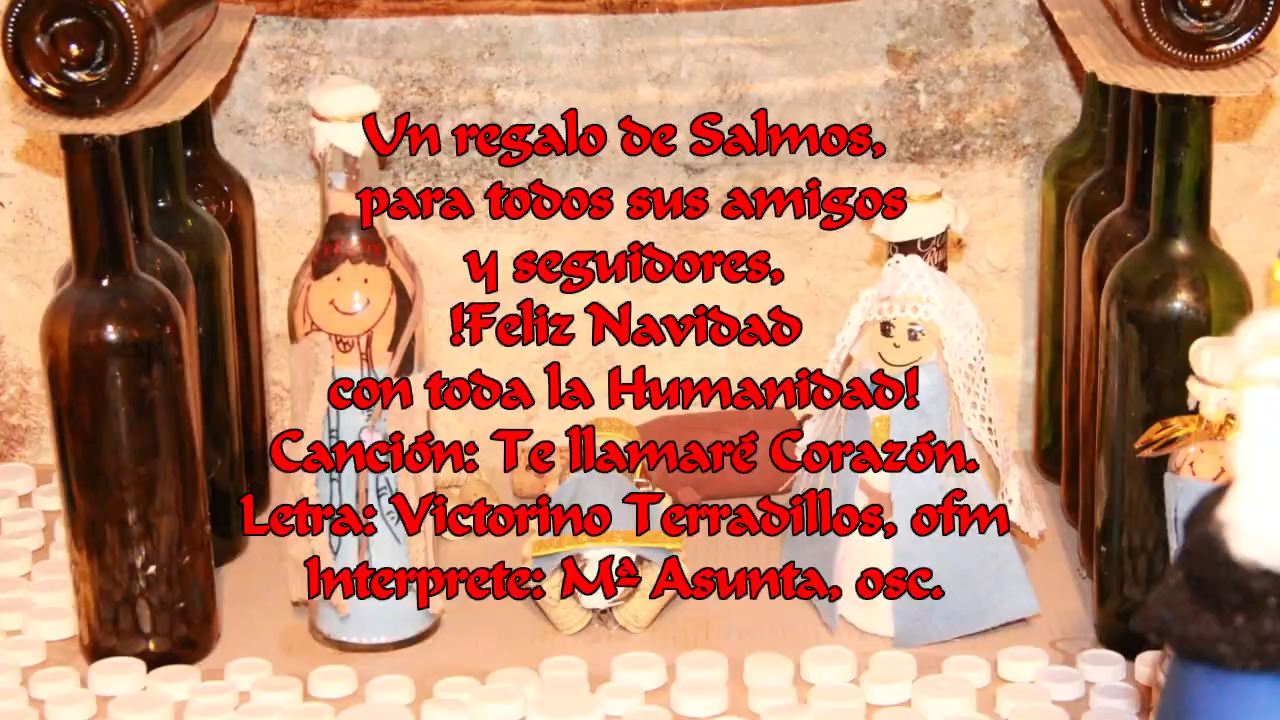 Un regalo de Salmos,
para todos sus amigos
y seguidores,
!Feliz Navidad
con toda la Humanidad!
Canción: Te llamaré Corazón.
Letra: Victorino Terradillos, ofm
Interprete: Mª Asunta, osc.